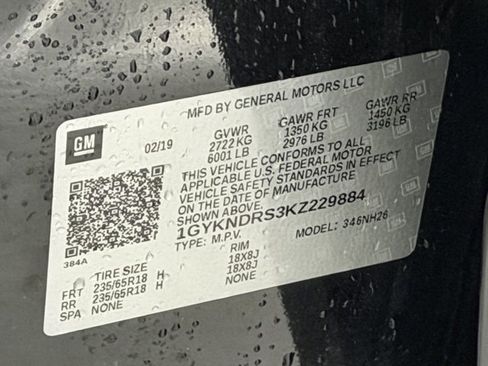 MFD BY GENERAL MOTORS LLC
GM
02/19
GVWR GAWR FRT GAWR RR
2722 KG 1350 KG 1450 KG
6001 LB 2976 LB 3196 LB
THIS VEHICLE CONFORMS TO ALL
APPLICABLE U.S. FEDERAL MOTOR
VEHICLE SAFETY STANDARDS IN EFFECT
ON THE DATE OF MANUFACTURE
SHOWN ABOVE.
1GYKNDRS3KZ229884
TYPE: M.P.V. MODEL: 346NH26
384A
TIRE SIZE RIM
FRT 235/65R18 H 18X8J
RR 235/65R18 H 18X8J
SPA NONE NONE